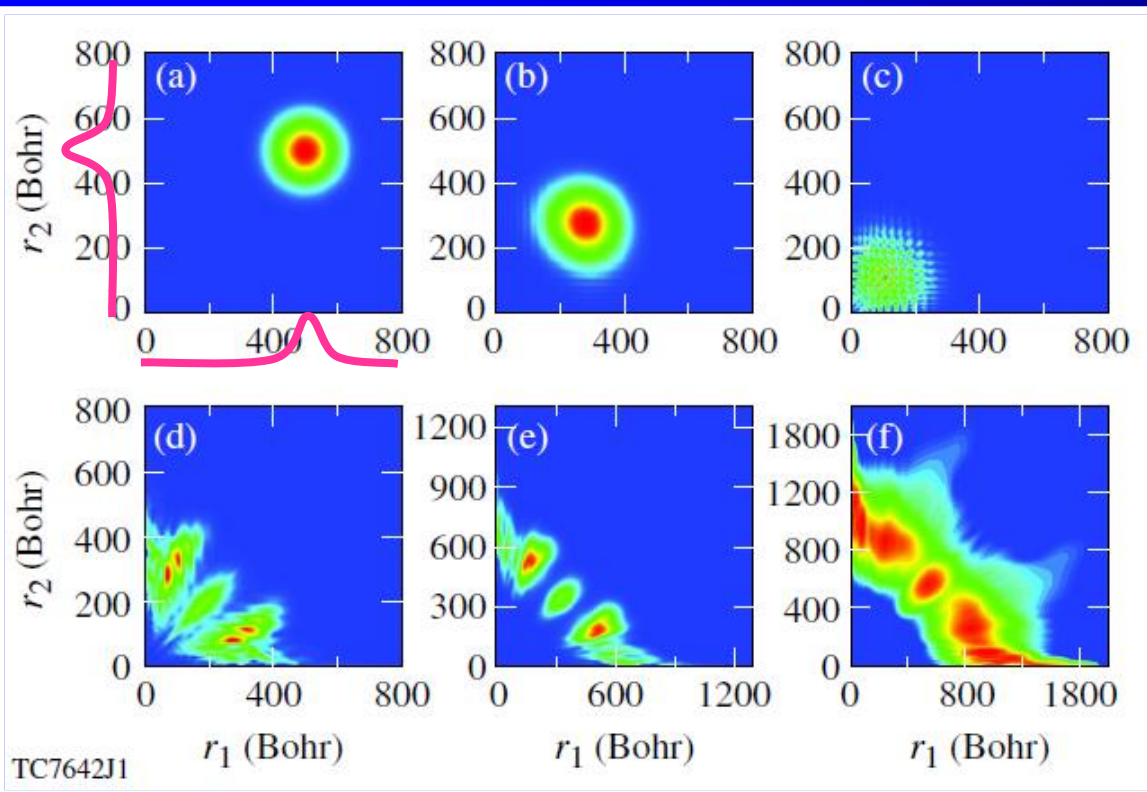 (a) (b) (c)
800 800 800
600 600 600
400 400 400
200 200 200
0 0 0
r2 (Bohr)
0 400 800 0 400 800 0 400 800
(d) (e) (f)
800 1200 1800
600 900 1200
400 600 800
200 300 400
0 0 0
r2 (Bohr)
0 400 800 0 600 1200 0 800 1800
r1 (Bohr) r1 (Bohr) r1 (Bohr)
TC7642J1